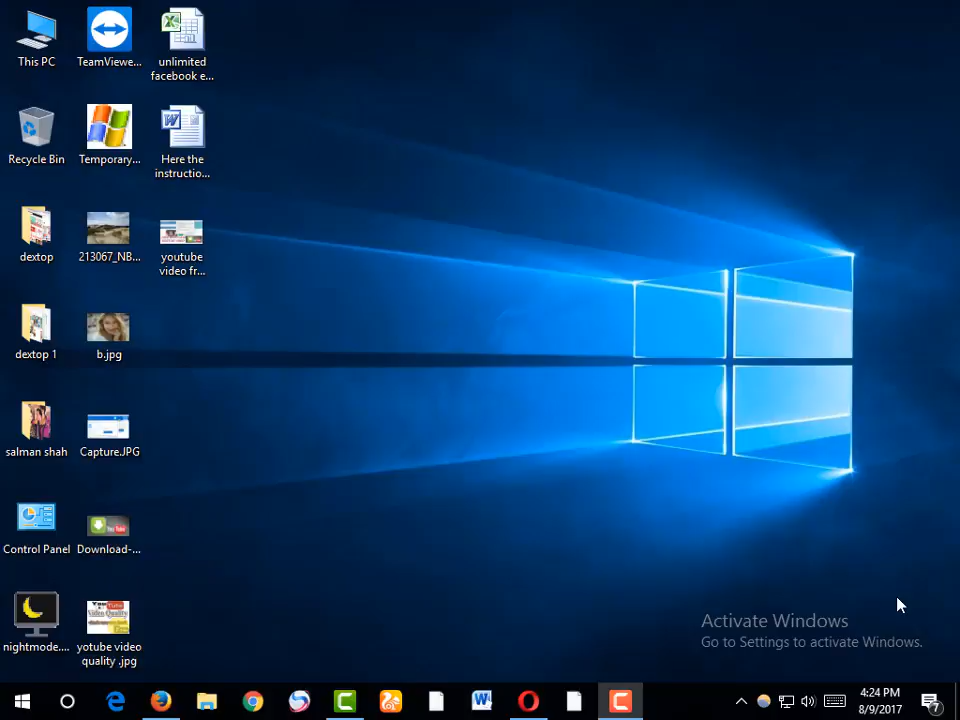 This PC
TeamViewe...
unlimited
facebook e...
Recycle Bin
Temporary...
Here the
instructio...
dextop
213067_NB...
youtube
video fr...
dextop 1
b.jpg
salman shah
Capture.JPG
Control Panel
Download-...
nightmode....
yotube video
quality .jpg
Activate Windows
Go to Settings to activate Windows.
4:24 PM
8/9/2017
7